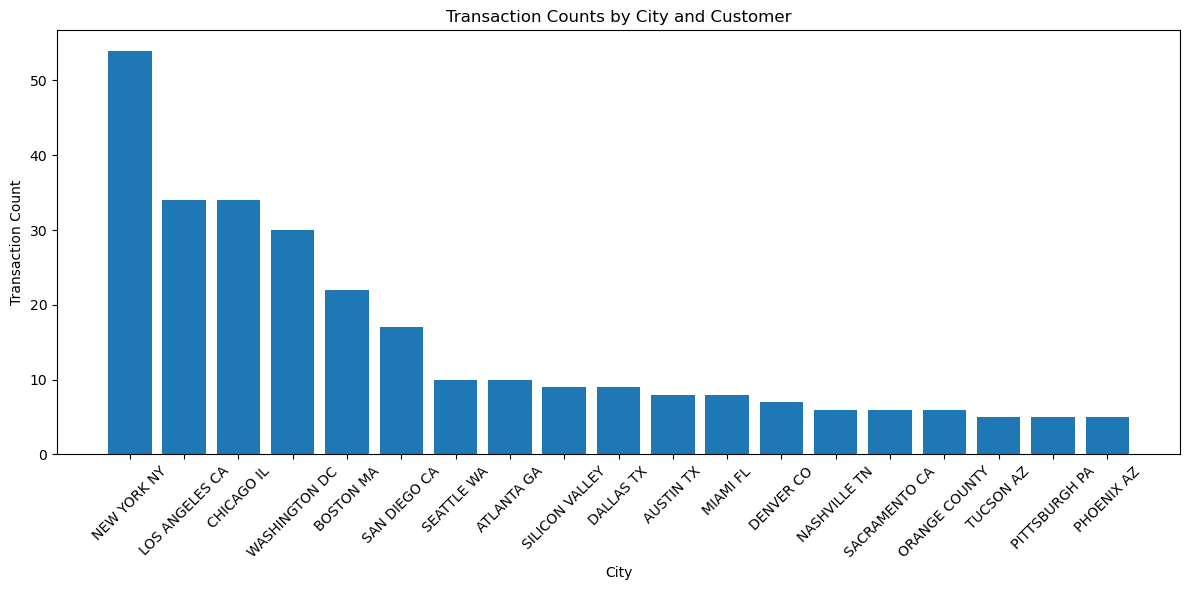 Transaction Counts by City and Customer
Transaction Count
50
40
30
20
10
0
NEW YORK NY
LOS ANGELES CA
CHICAGO IL
WASHINGTON DC
BOSTON MA
SAN DIEGO CA
SEATTLE WA
ATLANTA GA
SILICON VALLEY
DALLAS TX
AUSTIN TX
MIAMI FL
DENVER CO
NASHVILLE TN
SACRAMENTO CA
ORANGE COUNTY
TUCSON AZ
PITTSBURGH PA
PHOENIX AZ
City